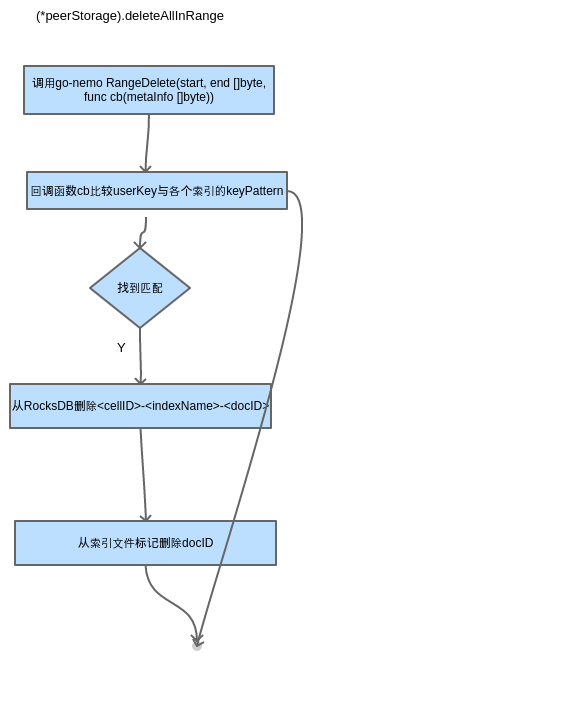 (*peerStorage).deleteAllInRange
调用go-nemo RangeDelete(start, end []byte,
func cb(metaInfo []byte))
回调函数cb比较userKey与各个索引的keyPattern
找到匹配
Y
从RocksDB删除<cellID>-<indexName>-<docID>
从索引文件标记删除docID